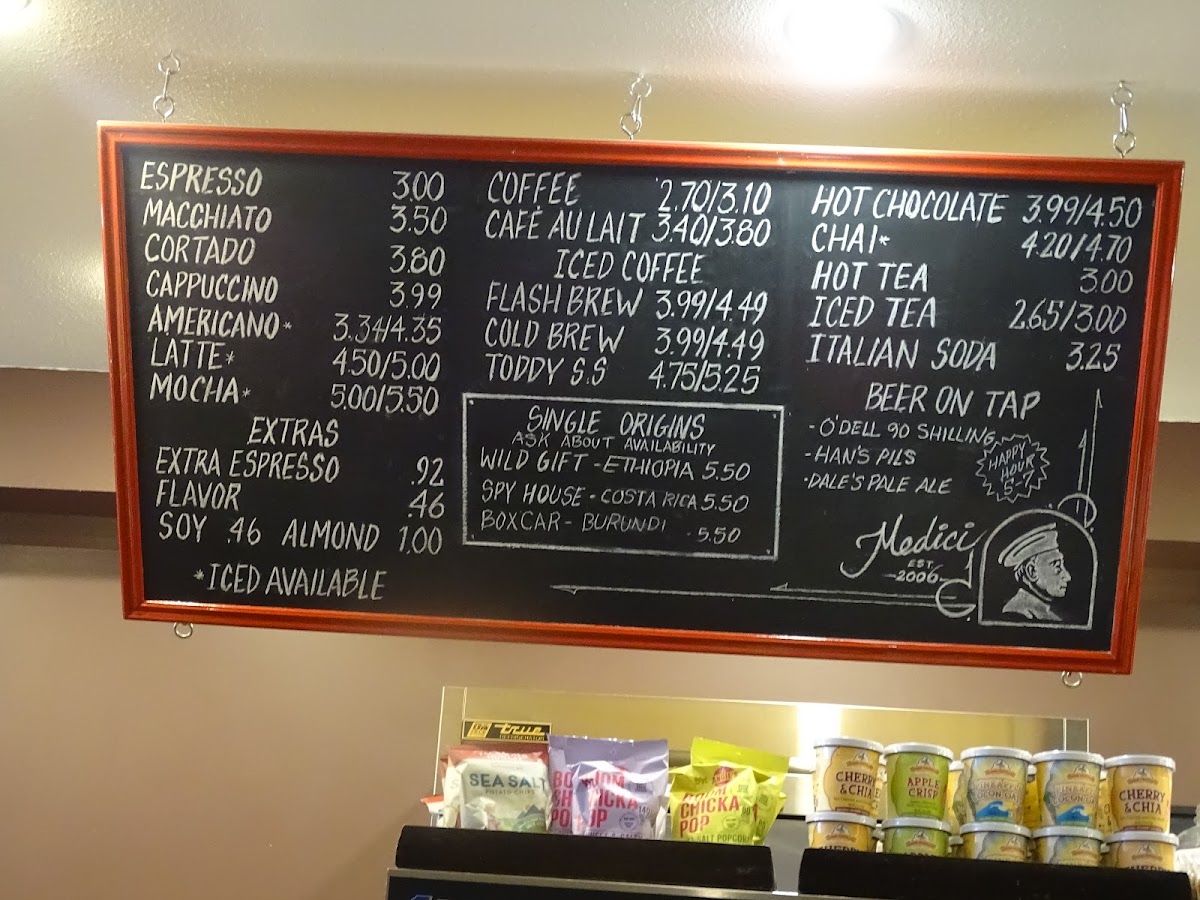 ESPRESSO 3.00
MACCHIATO 3.50
CORTADO 3.80
CAPPUCCINO 3.99
AMERICANO* 3.34/4.35
LATTE* 4.50/5.00
MOCHA* 5.00/5.50
EXTRAS
EXTRA ESPRESSO .92
FLAVOR .46
SOY .46 ALMOND 1.00
*ICED AVAILABLE
COFFEE 2.70/3.10
CAFÉ AU LAIT 3.40/3.80
ICED COFFEE
FLASH BREW 3.99/4.49
COLD BREW 3.99/4.49
TODDY S.S 4.75/5.25
SINGLE ORIGINS
ASK ABOUT AVAILABILITY
WILD GIFT - ETHIOPIA 5.50
SPY HOUSE - COSTA RICA 5.50
BOXCAR - BURUNDI - 5.50
HOT CHOCOLATE 3.99/4.50
CHAI* 4.20/4.70
HOT TEA 3.00
ICED TEA 2.65/3.00
ITALIAN SODA 3.25
BEER ON TAP
- O'DELL 90 SHILLING
- HAN'S PILS
- DALE'S PALE ALE
HAPPY
HOUR
5
Medici
EST.
2006
true
SEA SALT
POTATO CHIPS
CHICKA
POP
CHICKA
POP
CHERRY
& CHIA
APPLE
CRISP
CHERRY
& CHIA